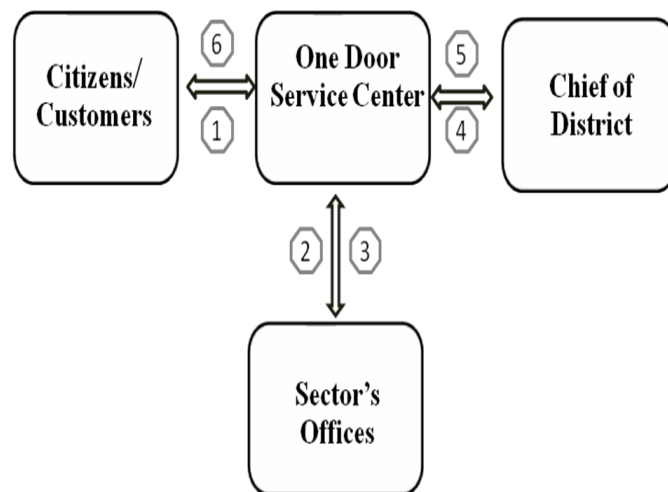 Citizens/
Customers
6
1
One Door
Service Center
5
4
Chief of
District
2
3
Sector's
Offices